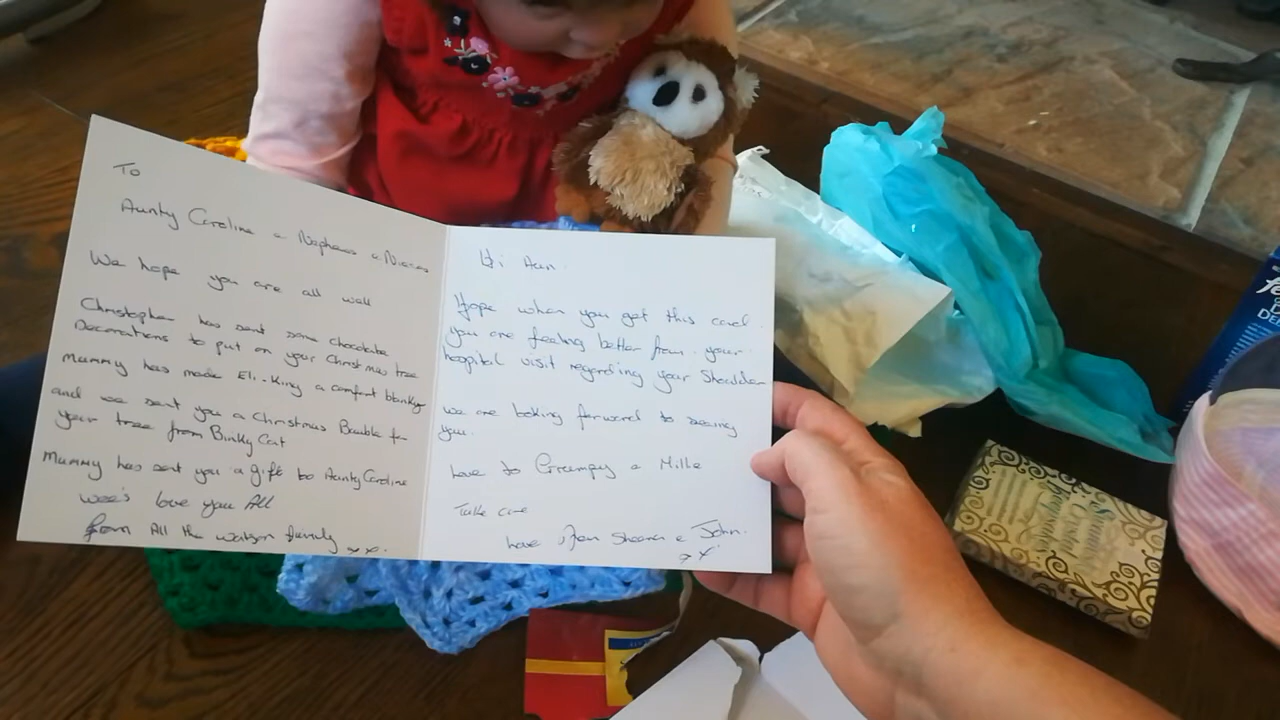 To
Aunty Caroline & Nephews & Nieces
We hope you are all well
Christopher has sent some chocolate
Decorations to put on your Christmas tree
Mummy has made Eli-King a comfort blanky
and we sent you a Christmas Bauble for
your tree from Binky Cat
Mummy has sent you a gift to Aunty Caroline
wee's love you All
from All the Watson family xx.
Hi Ann.
Hope when you get this card.
you are feeling better from your
hospital visit regarding your Shoulder
we are looking forward to seeing
you.
Love to Grampy & Mille
Take care
Love from Sheena & John.
xx